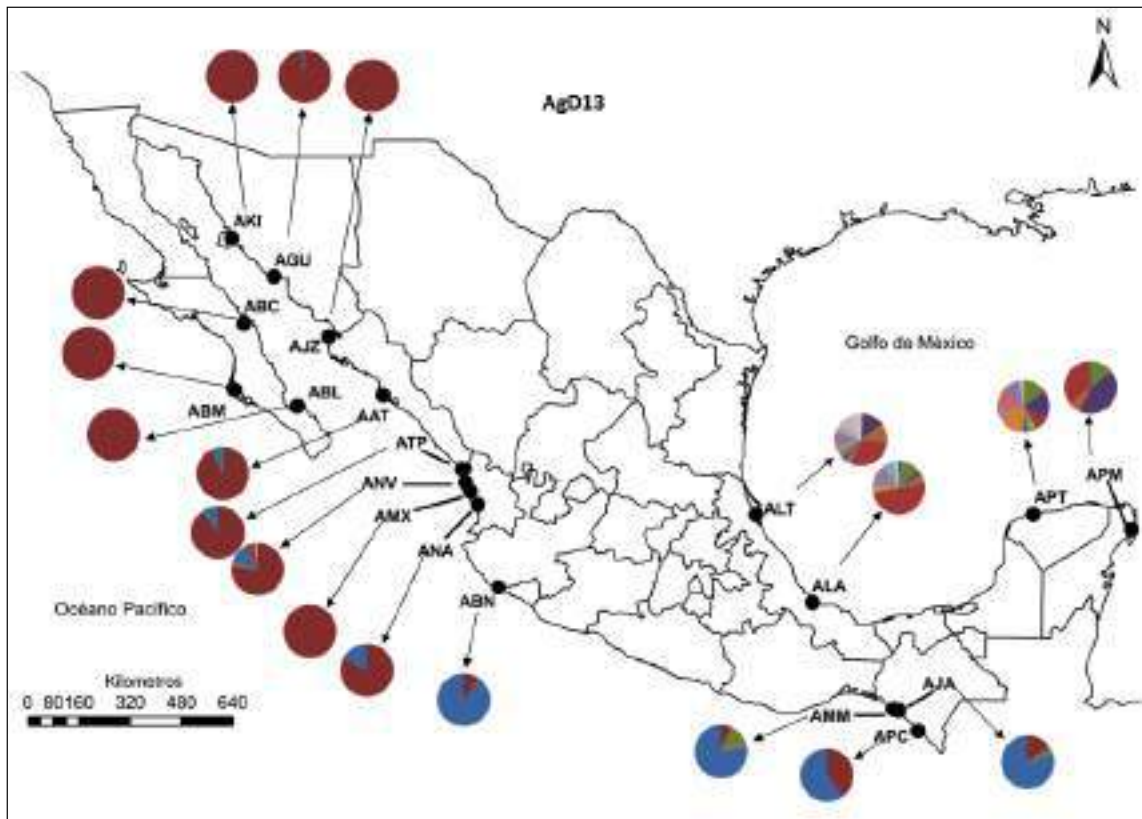 N
AgD13
AKI
AGU
ABC
AJZ
Golfo de México
ABM
ABL
AAT
ATP
APM
ANV
APT
AMX
ALT
ANA
ALA
ABN
Océano Pacífico
Kilometros
0 80160 320 480 640
AJA
AMM
APC